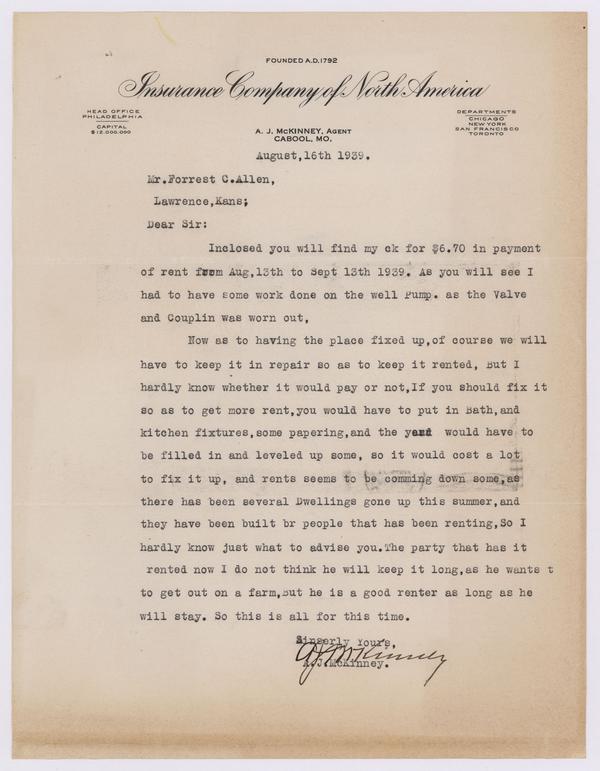 FOUNDED A.D. 1792
Insurance Company of North America
HEAD OFFICE
PHILADELPHIA
CAPITAL
$12,000,000
DEPARTMENTS
CHICAGO
NEW YORK
SAN FRANCISCO
TORONTO
A. J. McKINNEY, AGENT
CABOOL, MO.
August,16th 1939.
Mr.Forrest C.Allen,
Lawrence,Kans;
Dear Sir:
Inclosed you will find my ck for $6.70 in payment
of rent from Aug,13th to Sept 13th 1939. As you will see I
had to have some work done on the well Pump. as the Valve
and Couplin was worn out,
Now as to having the place fixed up,of course we will
have to keep it in repair so as to keep it rented, But I
hardly know whether it would pay or not,If you should fix it
so as to get more rent,you would have to put in Bath,and
kitchen fixtures,some papering,and the yard would have to
be filled in and leveled up some, so it would cost a lot
to fix it up, and rents seems to be comming down some,as
there has been several Dwellings gone up this summer,and
they have been built br people that has been renting,So I
hardly know just what to advise you.The party that has it
rented now I do not think he will keep it long,as he wants t
to get out on a farm,But he is a good renter as long as he
will stay. So this is all for this time.
Sinserly Yours,
A.J.McKinney
A.J.McKinney.